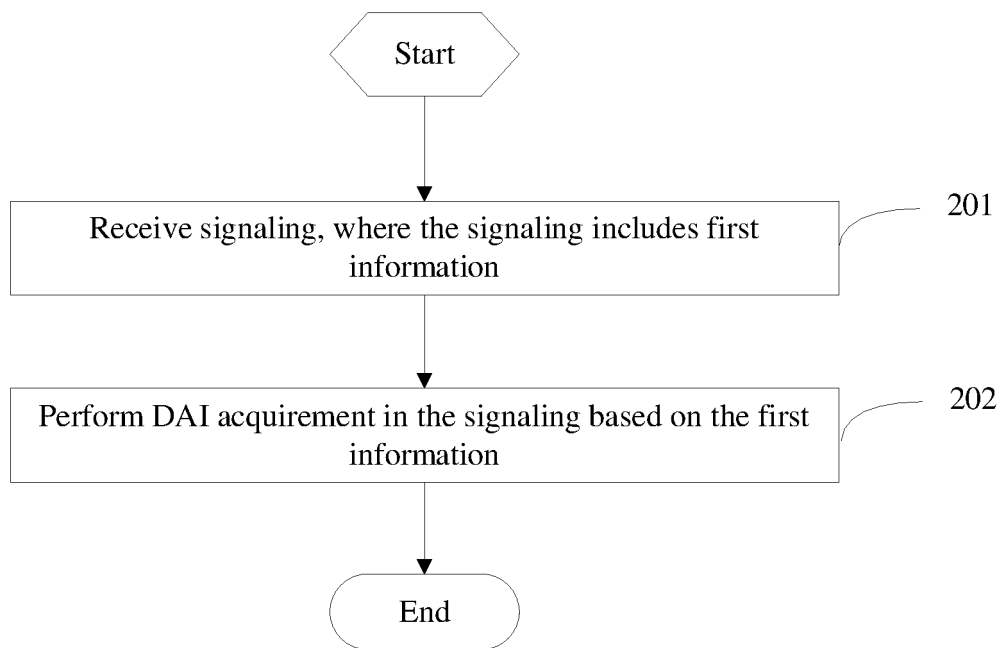 Start
201
Receive signaling, where the signaling includes first
information
202
Perform DAI acquirement in the signaling based on the first
information
End